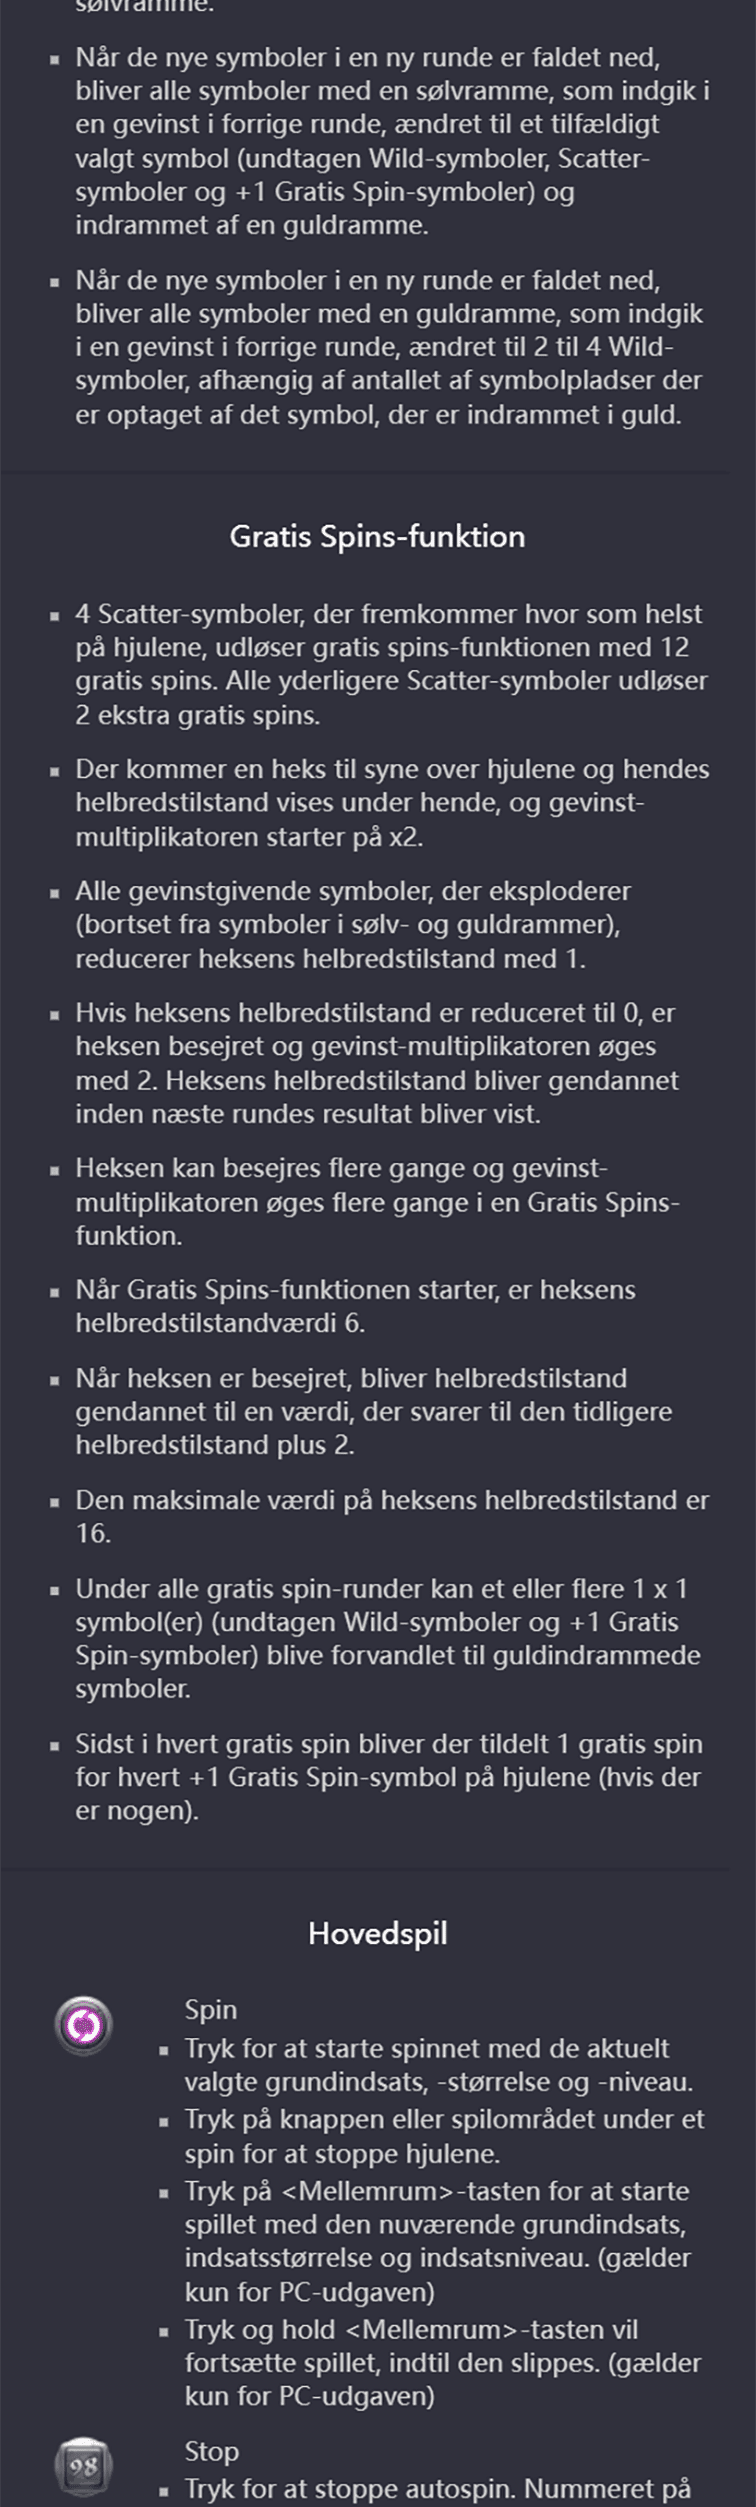 sølvramme.
Når de nye symboler i en ny runde er faldet ned,
bliver alle symboler med en sølvramme, som indgik i
en gevinst i forrige runde, ændret til et tilfældigt
valgt symbol (undtagen Wild-symboler, Scatter-
symboler og +1 Gratis Spin-symboler) og
indrammet af en guldramme.
Når de nye symboler i en ny runde er faldet ned,
bliver alle symboler med en guldramme, som indgik
i en gevinst i forrige runde, ændret til 2 til 4 Wild-
symboler, afhængig af antallet af symbolpladser der
er optaget af det symbol, der er indrammet i guld.
Gratis Spins-funktion
4 Scatter-symboler, der fremkommer hvor som helst
på hjulene, udløser gratis spins-funktionen med 12
gratis spins. Alle yderligere Scatter-symboler udløser
2 ekstra gratis spins.
Der kommer en heks til syne over hjulene og hendes
helbredstilstand vises under hende, og gevinst-
multiplikatoren starter på x2.
Alle gevinstgivende symboler, der eksploderer
(bortset fra symboler i sølv- og guldrammer),
reducerer heksens helbredstilstand med 1.
Hvis heksens helbredstilstand er reduceret til 0, er
heksen besejret og gevinst-multiplikatoren øges
med 2. Heksens helbredstilstand bliver gendannet
inden næste rundes resultat bliver vist.
Heksen kan besejres flere gange og gevinst-
multiplikatoren øges flere gange i en Gratis Spins-
funktion.
Når Gratis Spins-funktionen starter, er heksens
helbredstilstandværdi 6.
Når heksen er besejret, bliver helbredstilstand
gendannet til en værdi, der svarer til den tidligere
helbredstilstand plus 2.
Den maksimale værdi på heksens helbredstilstand er
16.
Under alle gratis spin-runder kan et eller flere 1 x 1
symbol(er) (undtagen Wild-symboler og +1 Gratis
Spin-symboler) blive forvandlet til guldindrammede
symboler.
Sidst i hvert gratis spin bliver der tildelt 1 gratis spin
for hvert +1 Gratis Spin-symbol på hjulene (hvis der
er nogen).
Hovedspil
Spin
Tryk for at starte spinnet med de aktuelt
valgte grundindsats, -størrelse og -niveau.
Tryk på knappen eller spilområdet under et
spin for at stoppe hjulene.
Tryk på <Mellemrum>-tasten for at starte
spillet med den nuværende grundindsats,
indsatsstørrelse og indsatsniveau. (gælder
kun for PC-udgaven)
Tryk og hold <Mellemrum>-tasten vil
fortsætte spillet, indtil den slippes. (gælder
kun for PC-udgaven)
98
Stop
Tryk for at stoppe autospin. Nummeret på